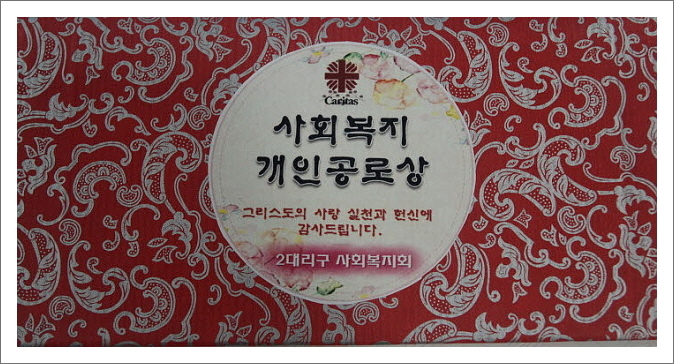 Caritas
사회복지
개인공로상
그리스도의 사랑 실천과 헌신에
감사드립니다.
2대리구 사회복지회